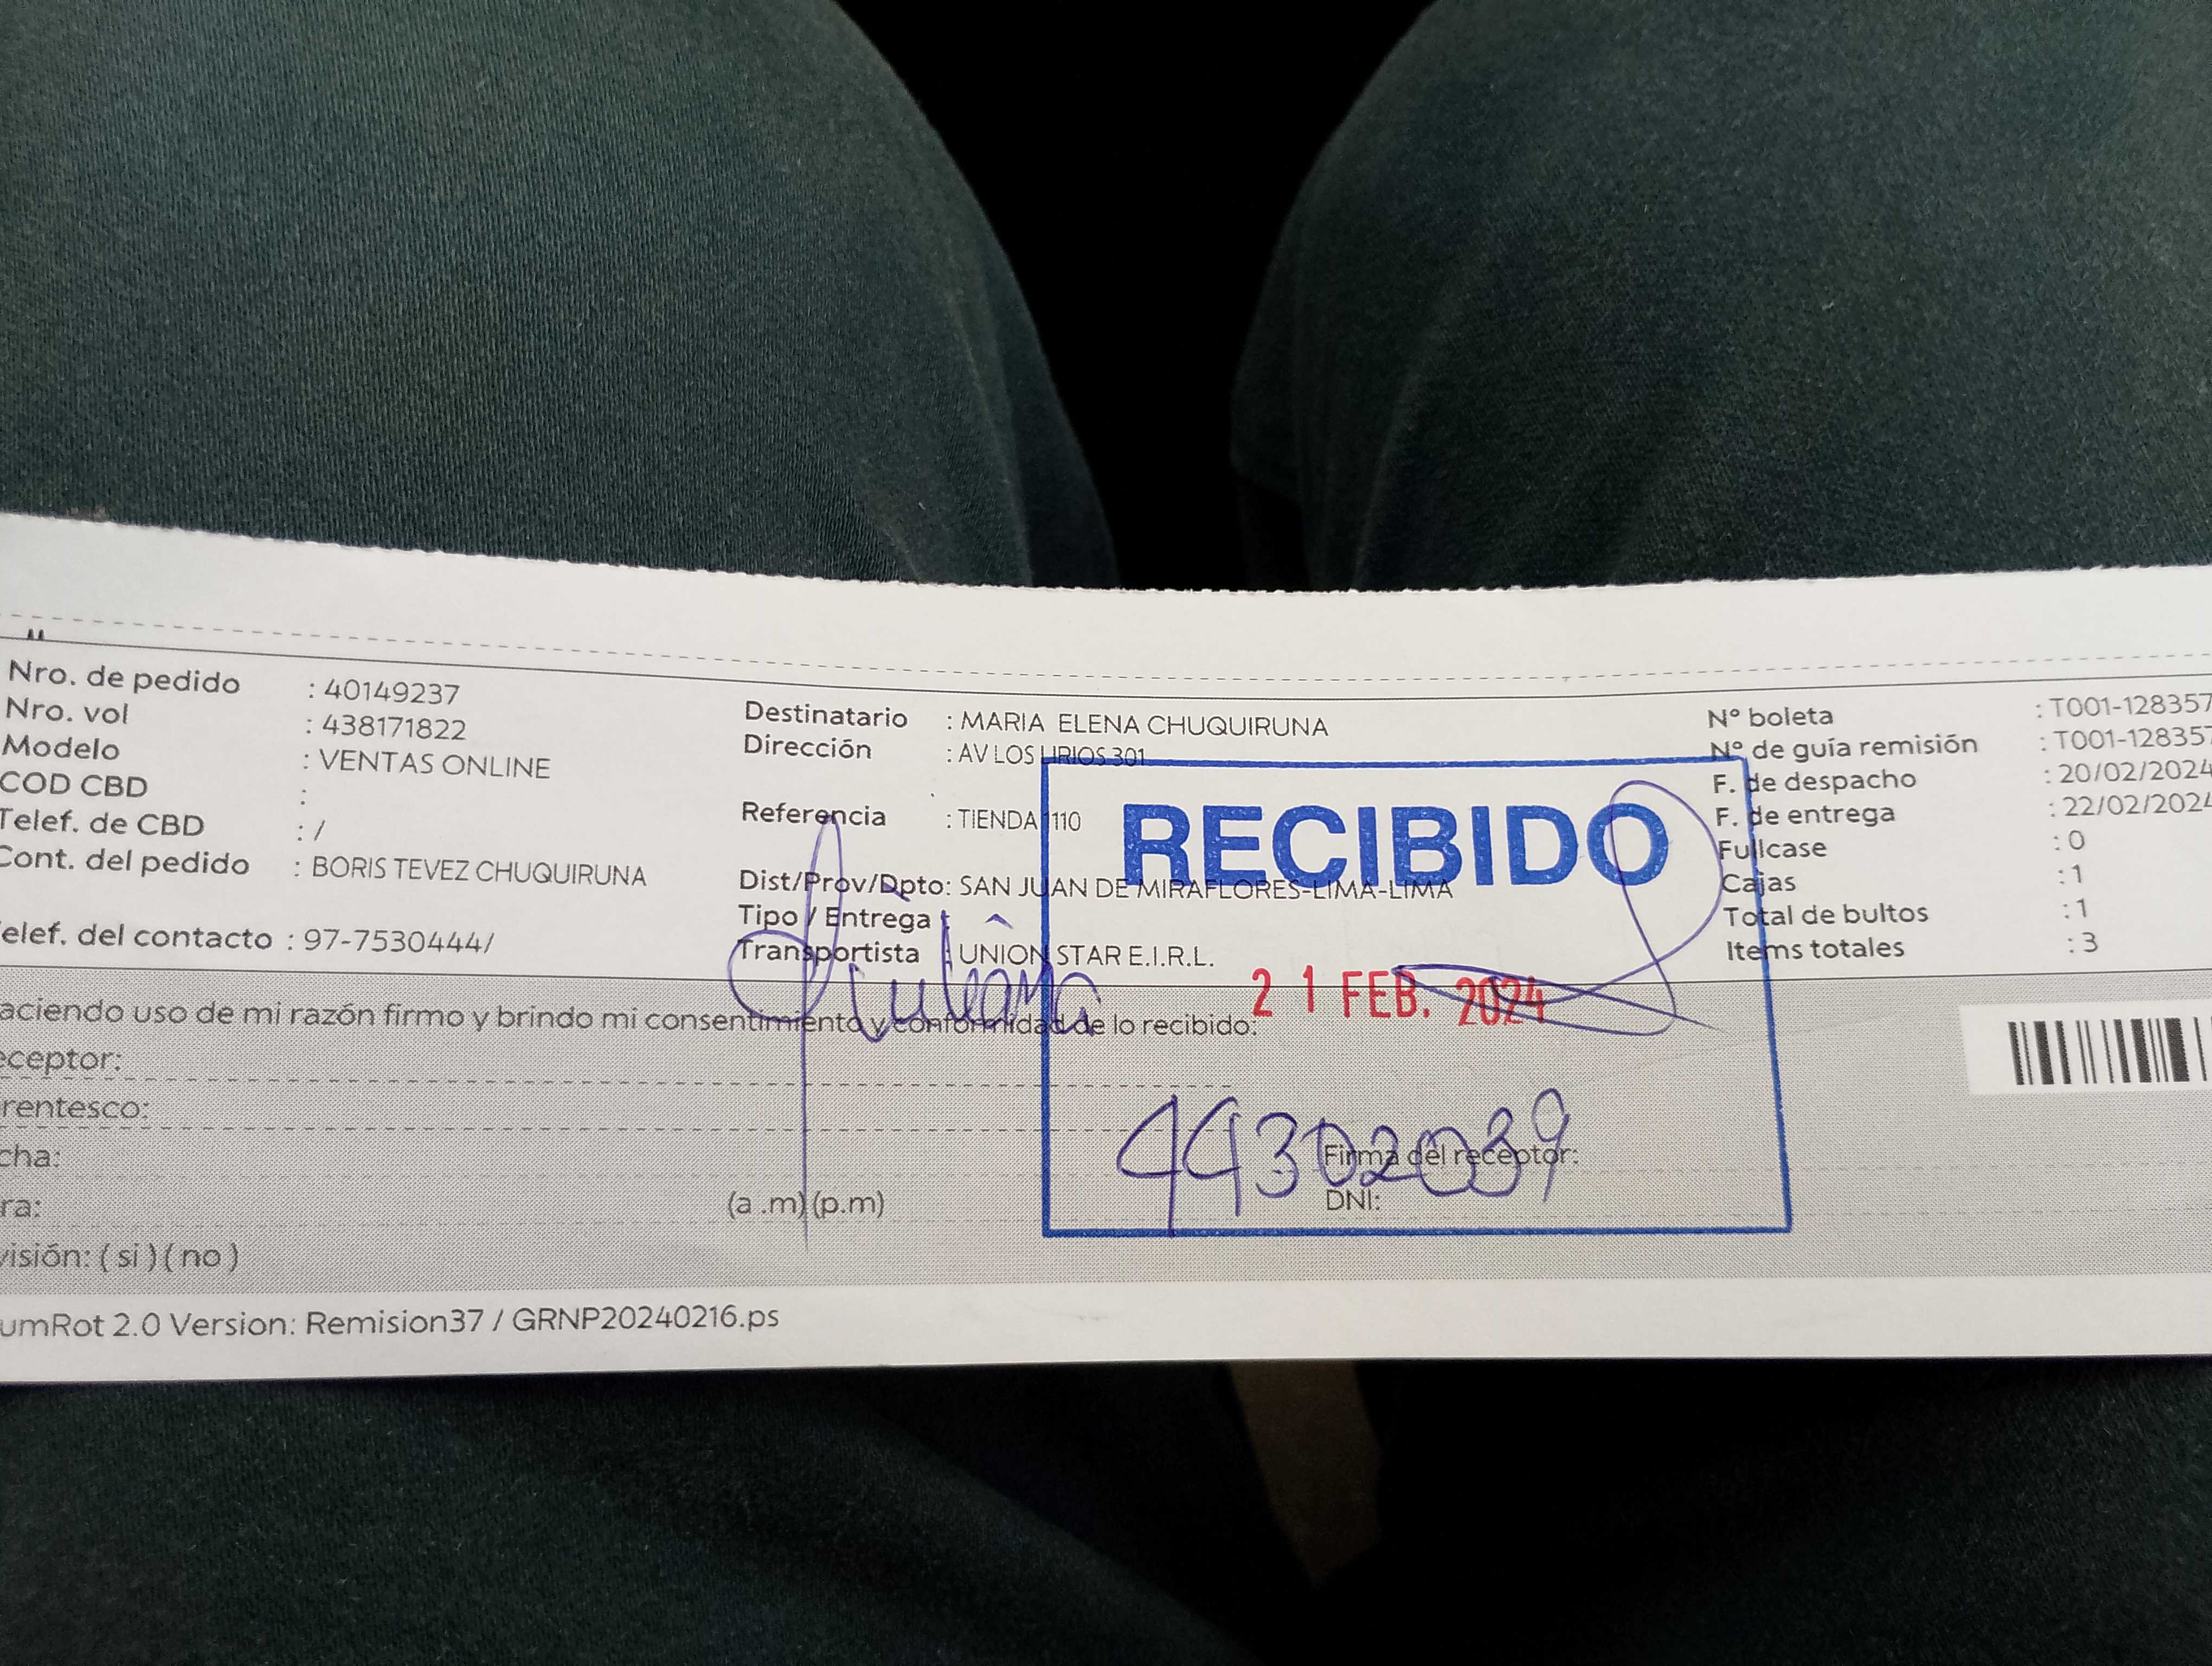 Nro. de pedido : 40149237
Nro. vol : 438171822
Modelo : VENTAS ONLINE
COD CBD :
Telef. de CBD : /
Cont. del pedido : BORIS TEVEZ CHUQUIRUNA
elef. del contacto : 97-7530444/
Destinatario : MARIA ELENA CHUQUIRUNA
Dirección : AV LOS LIRIOS 301
Referencia : TIENDA 1110
Dist/Prov/Dpto: SAN JUAN DE MIRAFLORES-LIMA-LIMA
Tipo / Entrega :
Transportista : UNION STAR E.I.R.L.
N° boleta : T001-128357
N° de guía remisión : T001-128357
F. de despacho : 20/02/2024
F. de entrega : 22/02/2024
Fullcase : 0
Cajas : 1
Total de bultos : 1
Items totales : 3
RECIBIDO
21 FEB. 2024
Juliana
44302039
aciendo uso de mi razón firmo y brindo mi consentimiento y conformidad de lo recibido:
eceptor:
rentesco:
cha:
ra: (a .m) (p.m)
Firma del receptor:
DNI:
visión: ( si ) ( no )
umRot 2.0 Version: Remision37 / GRNP20240216.ps